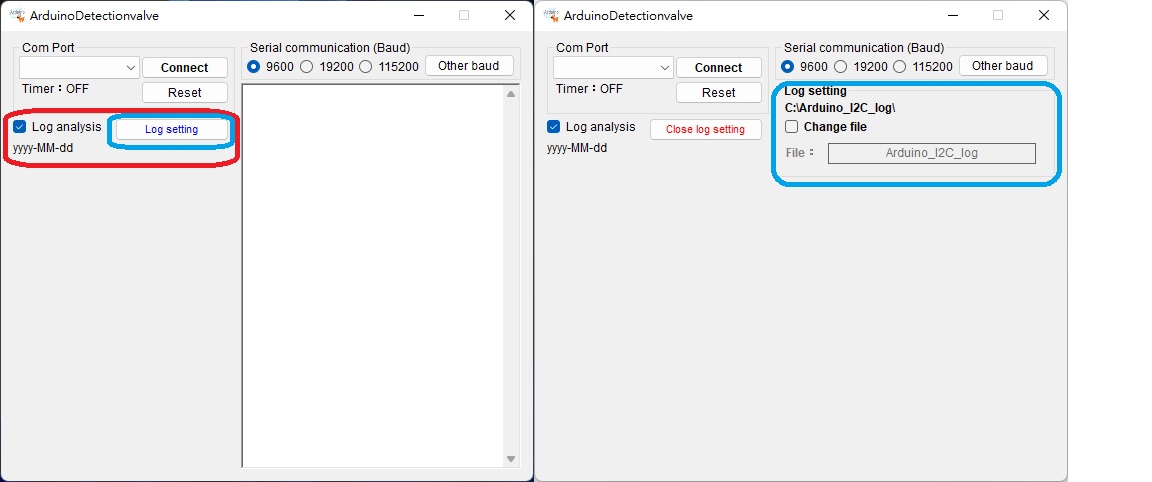 ArduinoDetectionvalve
Com Port
Connect
Timer：OFF
Reset
Serial communication (Baud)
9600 19200 115200 Other baud
Log analysis Log setting
yyyy-MM-dd
ArduinoDetectionvalve
Com Port
Connect
Timer：OFF
Reset
Serial communication (Baud)
9600 19200 115200 Other baud
Log analysis Close log setting
yyyy-MM-dd
Log setting
C:\Arduino_I2C_log\
Change file
File： Arduino_I2C_log